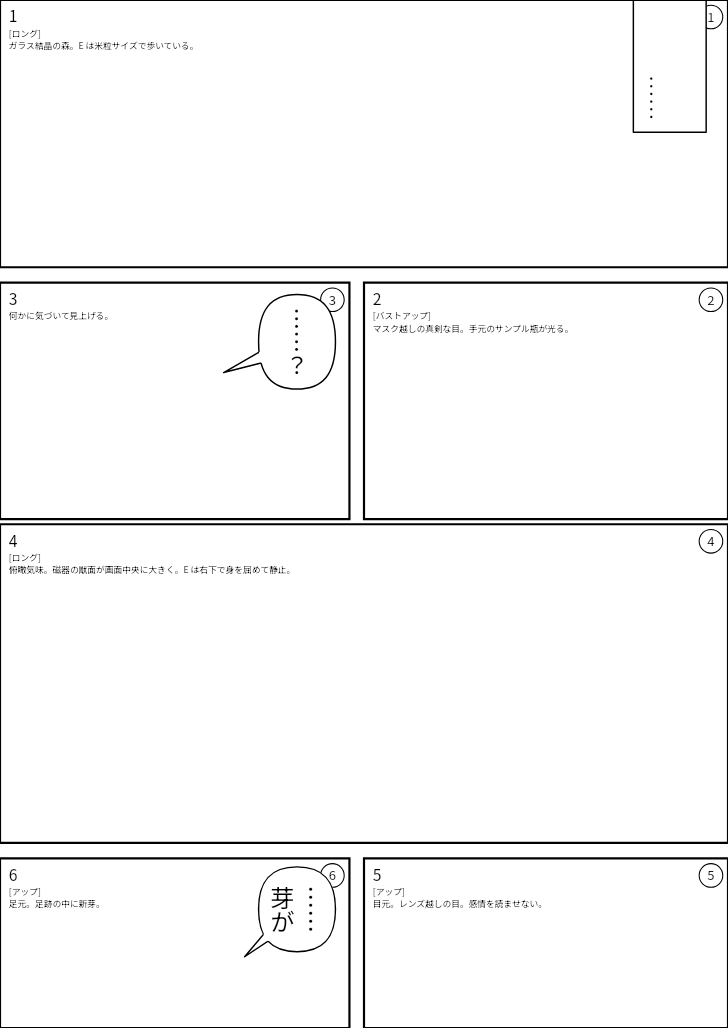 1
[ロング]
ガラス結晶の森。E は米粒サイズで歩いている。
1
……
2
[バストアップ]
マスク越しの真剣な目。手元のサンプル瓶が光る。
2
3
何かに気づいて見上げる。
3
……?
4
[ロング]
俯瞰気味。磁器の獣面が画面中央に大きく。E は右下で身を屈めて静止。
4
5
[アップ]
目元。レンズ越しの目。感情を読ませない。
5
6
[アップ]
足元。足跡の中に新芽。
6
……
芽が